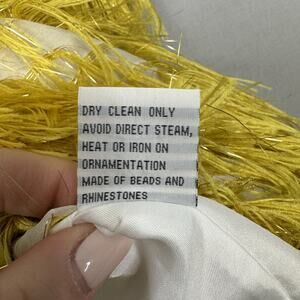 DRY CLEAN ONLY
AVOID DIRECT STEAM,
HEAT OR IRON ON
ORNAMENTATION
MADE OF BEADS AND
RHINESTONES